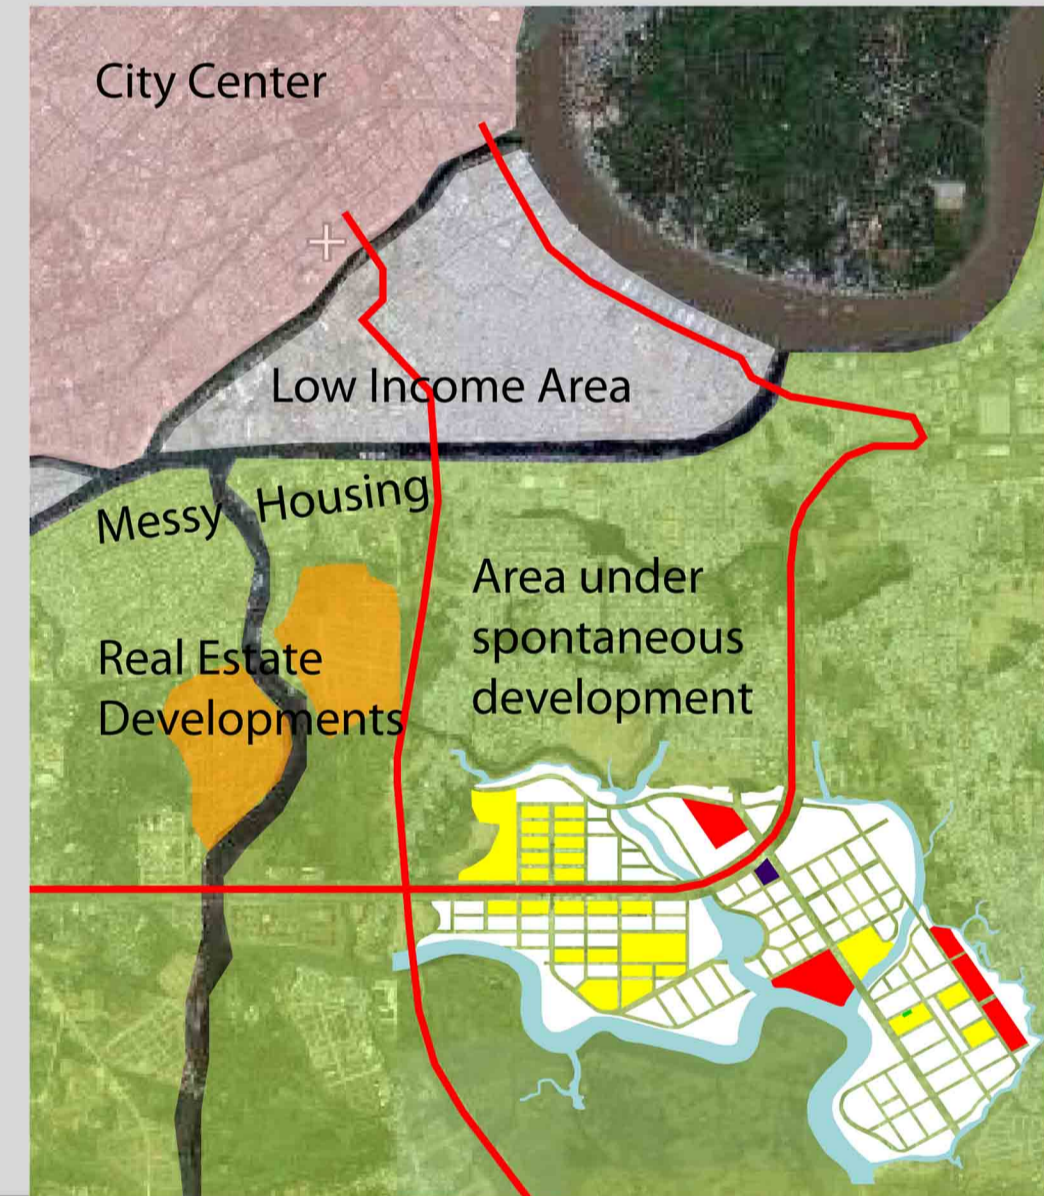 City Center
Low Income Area
Messy Housing
Area under
spontaneous
development
Real Estate
Developments